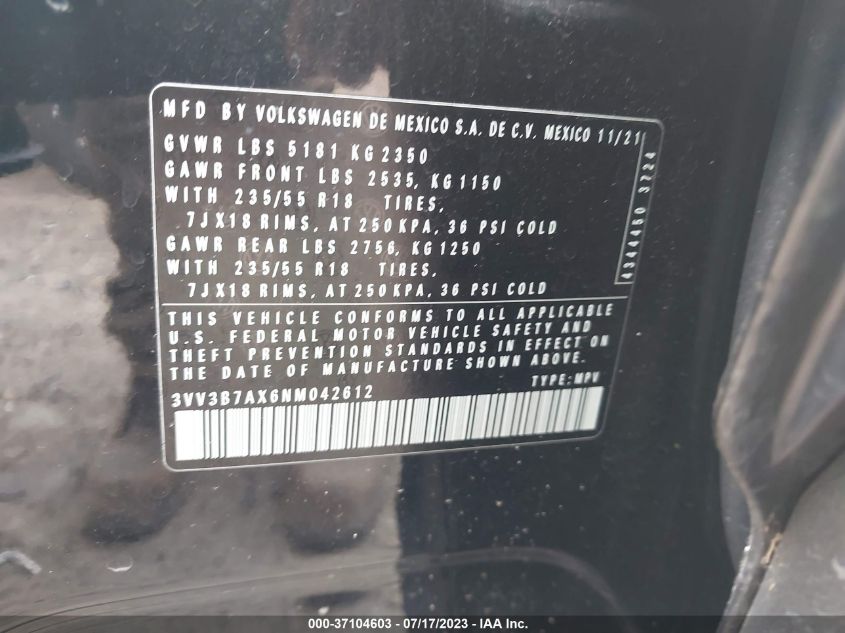 MFD BY VOLKSWAGEN DE MEXICO S.A. DE C.V. MEXICO 11/21
GVWR LBS 5181 KG 2350
GAWR FRONT LBS 2535, KG 1150
WITH 235/55 R18 TIRES,
7JX18 RIMS, AT 250 KPA, 36 PSI COLD
GAWR REAR LBS 2756, KG 1250
WITH 235/55 R18 TIRES,
7JX18 RIMS, AT 250 KPA, 36 PSI COLD
4344450 3724
THIS VEHICLE CONFORMS TO ALL APPLICABLE
U.S. FEDERAL MOTOR VEHICLE SAFETY AND
THEFT PREVENTION STANDARDS IN EFFECT ON
THE DATE OF MANUFACTURE SHOWN ABOVE.
3VV3B7AX6NM042612 TYPE: MPV
000-37104603 - 07/17/2023 - © IAA, Inc.